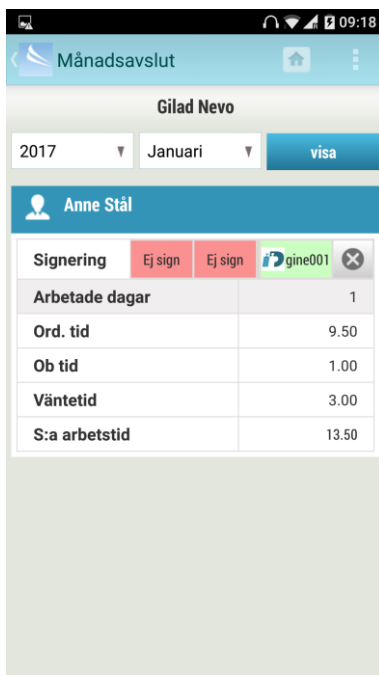 09:18
Månadsavslut
Gilad Nevo
2017 Januari visa
Anne Stål
Signering Ej sign Ej sign gine001
Arbetade dagar 1
Ord. tid 9.50
Ob tid 1.00
Väntetid 3.00
S:a arbetstid 13.50